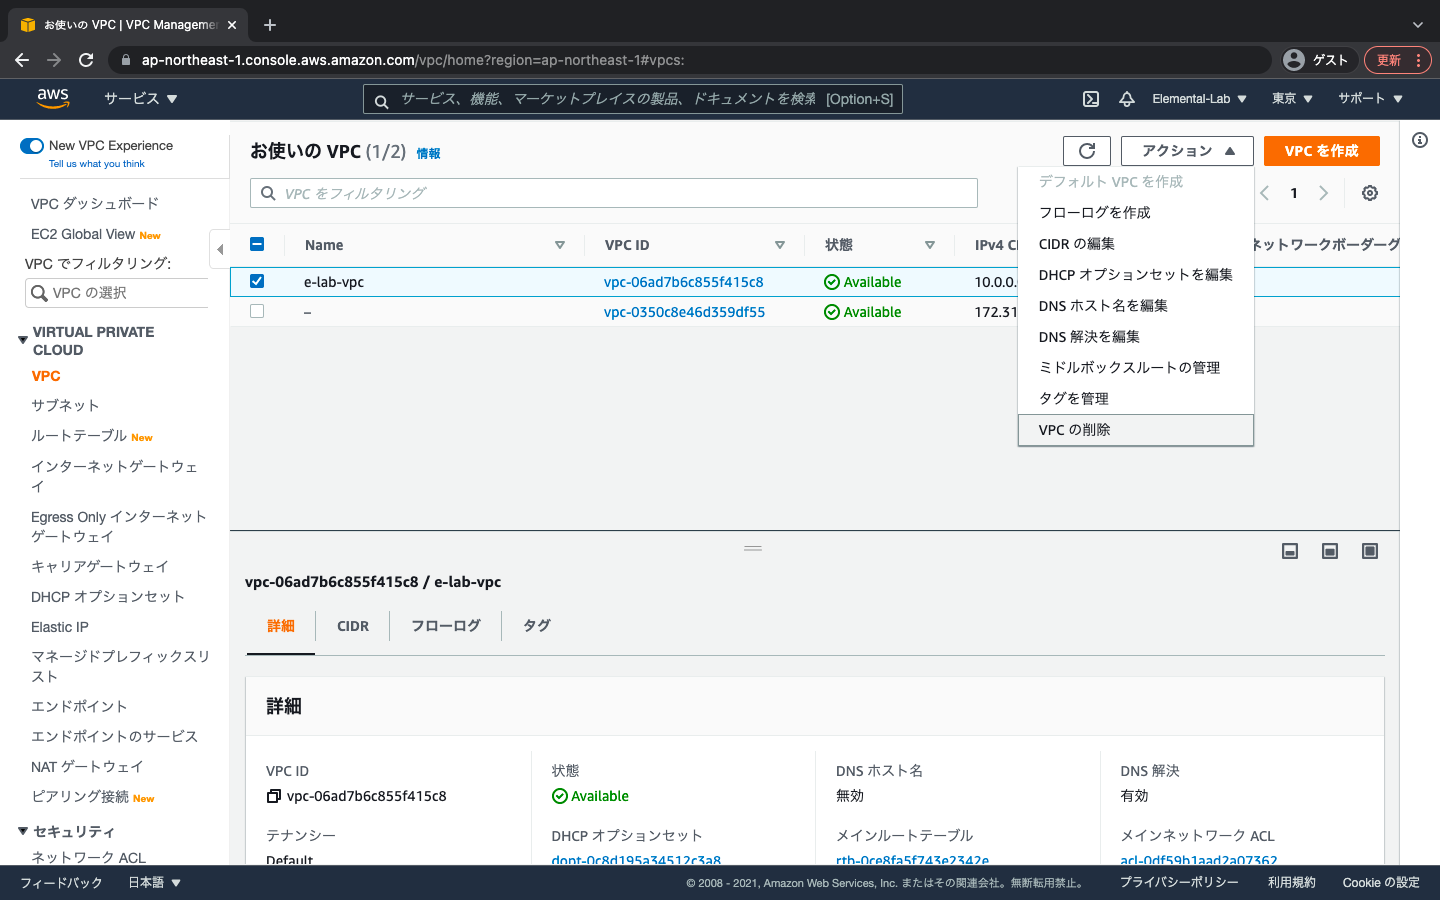 お使いの VPC | VPC Manageme
ap-northeast-1.console.aws.amazon.com/vpc/home?region=ap-northeast-1#vpcs:
ゲスト
更新
aws
サービス
サービス、機能、マーケットプレイスの製品、ドキュメントを検索 [Option+S]
Elemental-Lab
東京
サポート
New VPC Experience
Tell us what you think
VPC ダッシュボード
EC2 Global View New
VPC でフィルタリング:
VPC の選択
VIRTUAL PRIVATE
CLOUD
VPC
サブネット
ルートテーブル New
インターネットゲートウェ
イ
Egress Only インターネット
ゲートウェイ
キャリアゲートウェイ
DHCP オプションセット
Elastic IP
マネージドプレフィックスリ
スト
エンドポイント
エンドポイントのサービス
NAT ゲートウェイ
ピアリング接続 New
セキュリティ
ネットワーク ACL
お使いの VPC (1/2) 情報
アクション
VPC を作成
VPC をフィルタリング
1
デフォルト VPC を作成
フローログを作成
CIDR の編集
DHCP オプションセットを編集
DNS ホスト名を編集
DNS 解決を編集
ミドルボックスルートの管理
タグを管理
VPC の削除
Name VPC ID 状態 IPv4 CI ネットワークボーダーグ
e-lab-vpc vpc-06ad7b6c855f415c8 Available 10.0.0.
– vpc-0350c8e46d359df55 Available 172.31
vpc-06ad7b6c855f415c8 / e-lab-vpc
詳細 CIDR フローログ タグ
詳細
VPC ID 状態 DNS ホスト名 DNS 解決
vpc-06ad7b6c855f415c8 Available 無効 有効
テナンシー DHCP オプションセット メインルートテーブル メインネットワーク ACL
Default dopt-0c8d195a34512c3a8 rtb-0ce8fa5f743e2342e acl-0df59b1aad2a07362
フィードバック 日本語 © 2008 - 2021, Amazon Web Services, Inc. またはその関連会社。無断転用禁止。 プライバシーポリシー 利用規約 Cookie の設定